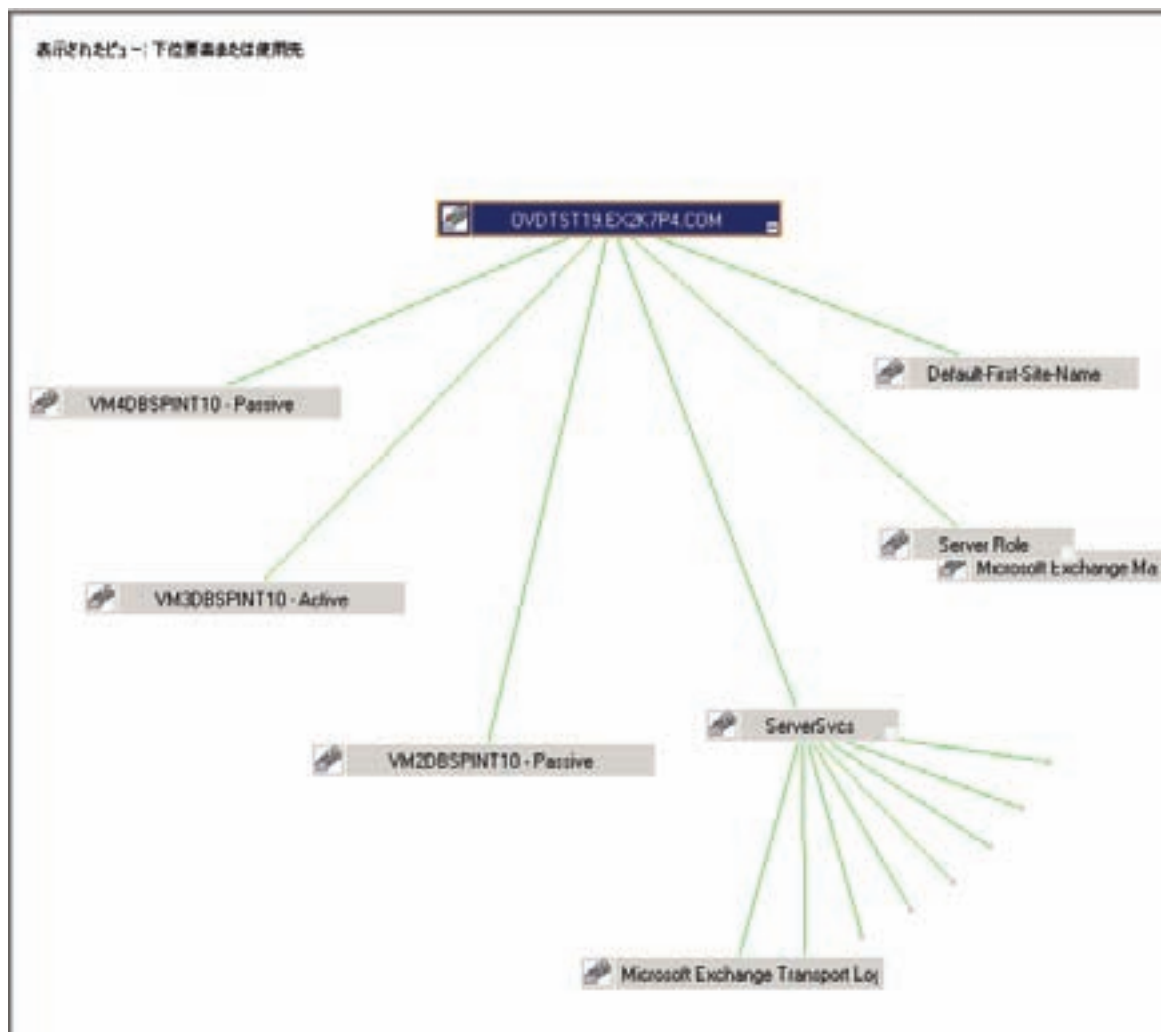 表示されたビュー: 下位要素または使用先
OVDTST19.EX2K7P4.COM
Default-First-Site-Name
VM4DBSPINT10 - Passive
Server Role
Microsoft Exchange Ma
VM3DBSPINT10 - Active
ServerSvcs
VM2DBSPINT10 - Passive
Microsoft Exchange Transport Log